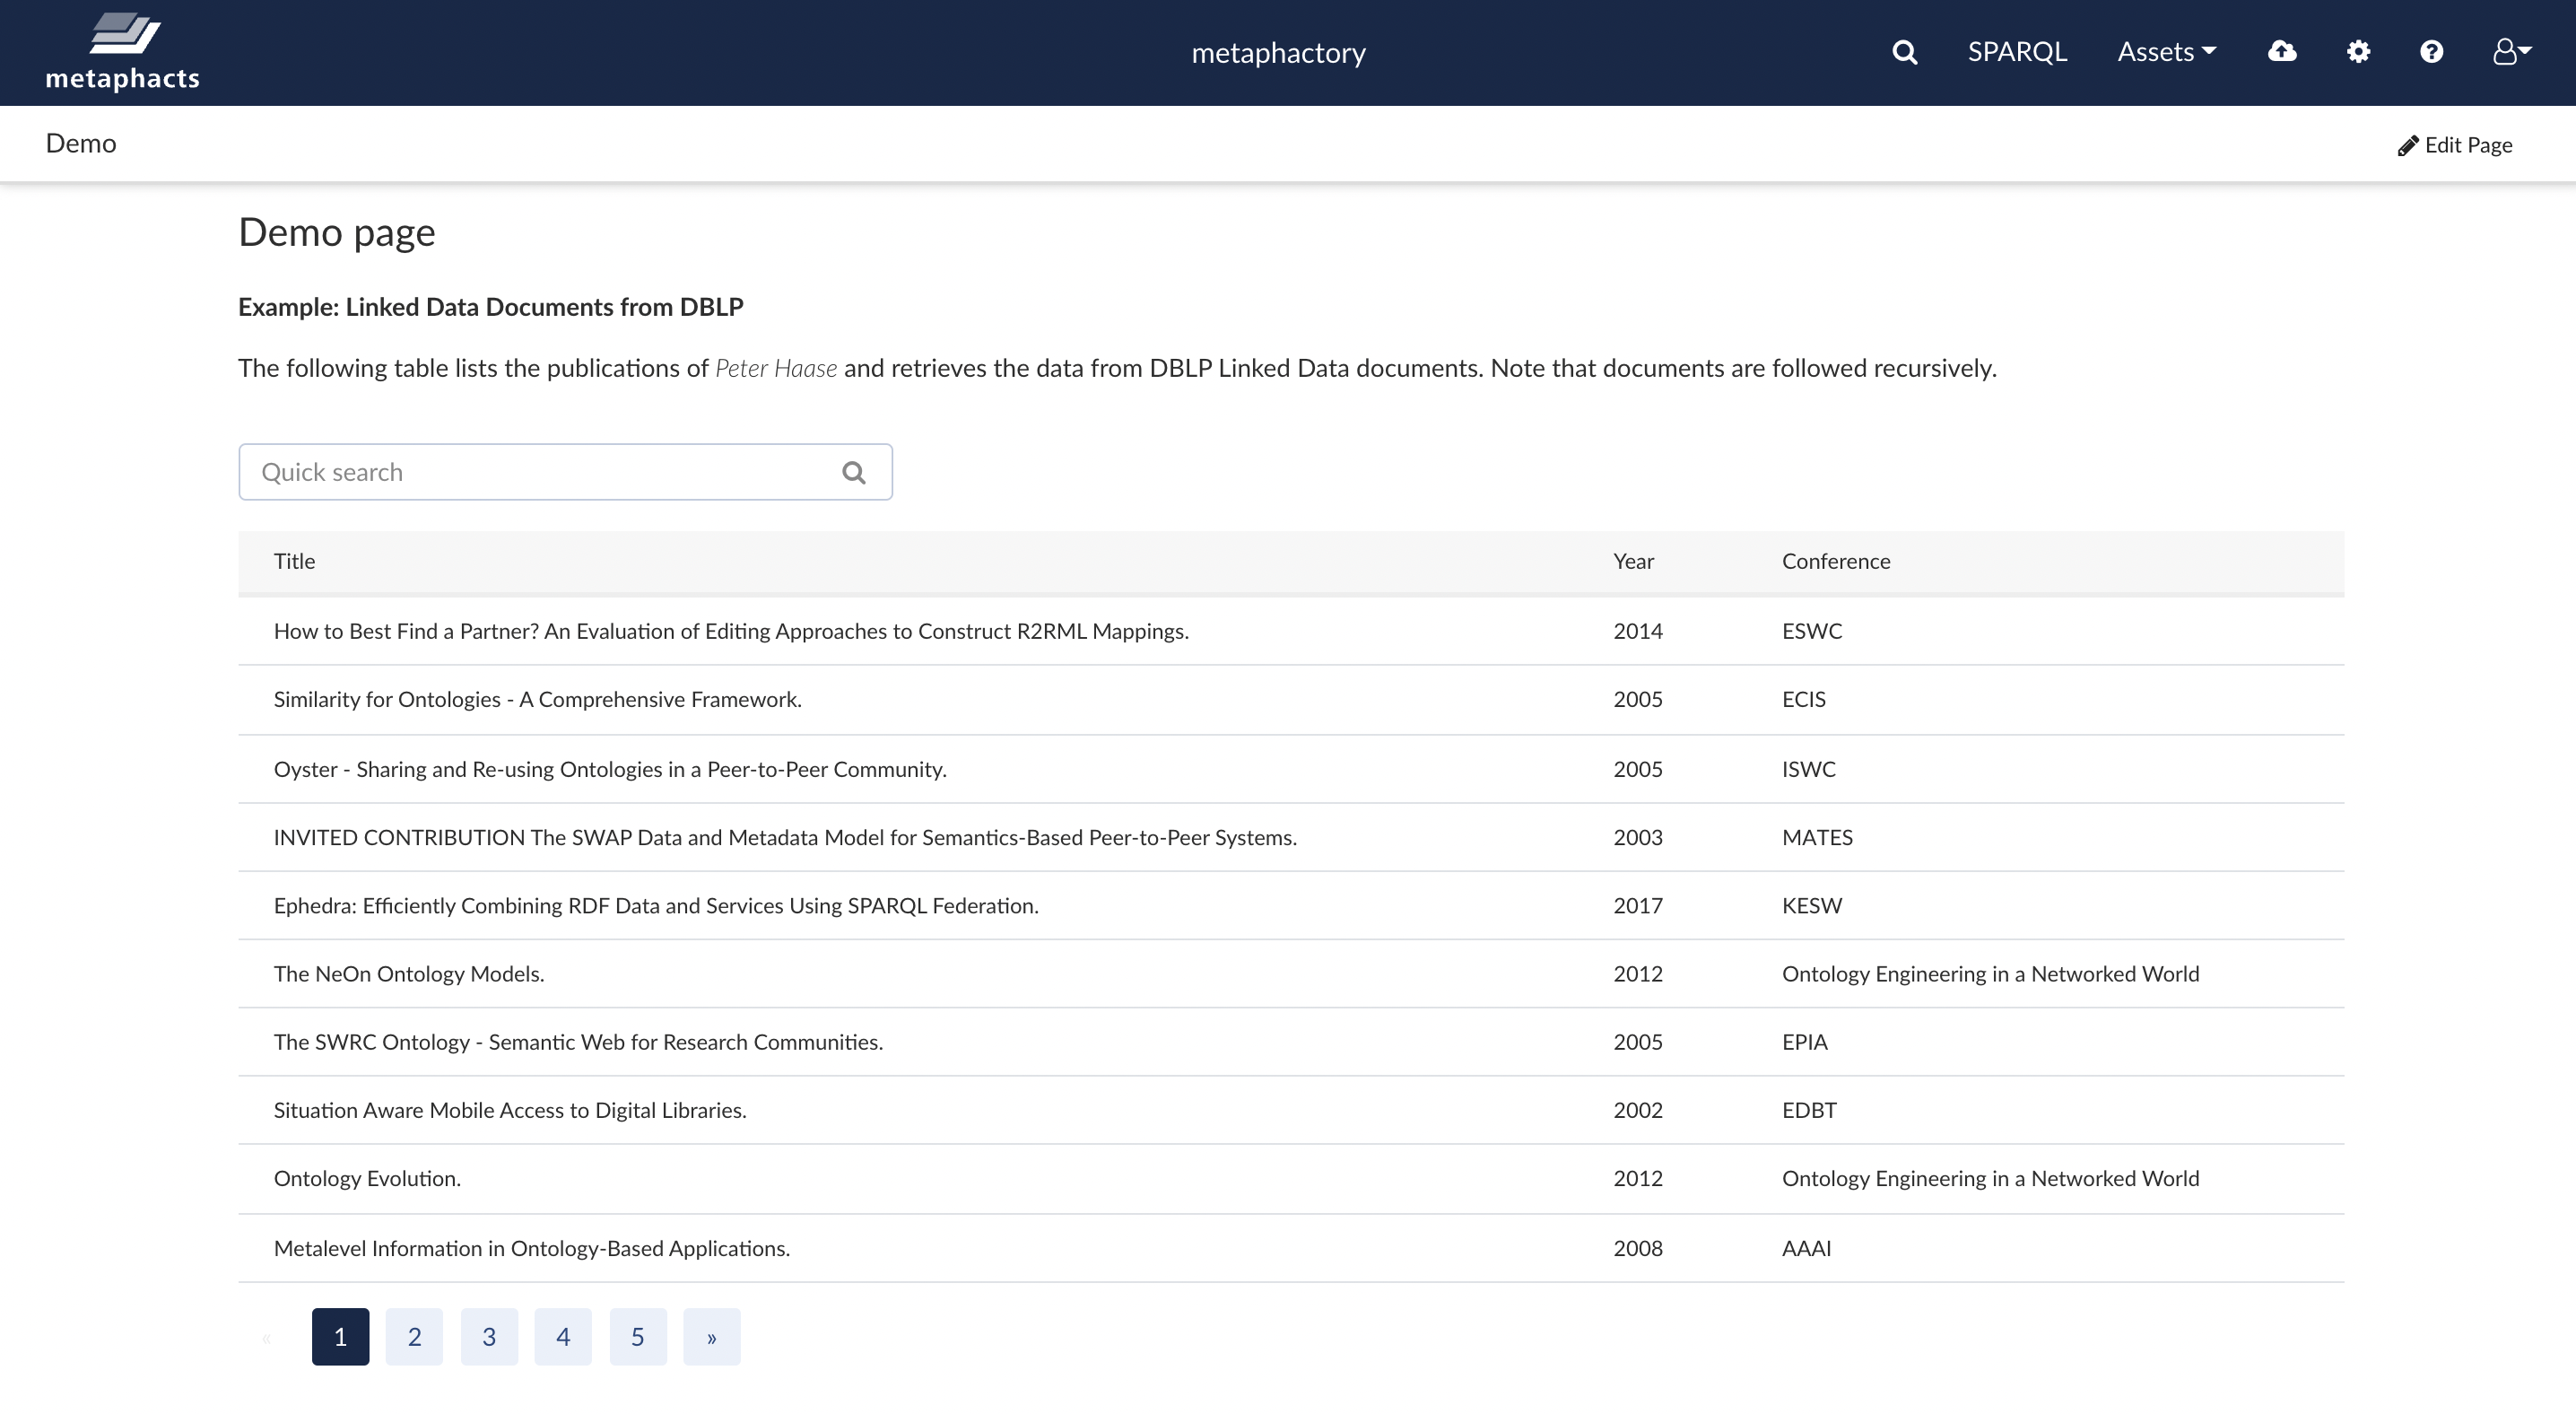 metaphacts
metaphactory
SPARQL
Assets
Demo
Edit Page
Demo page
Example: Linked Data Documents from DBLP
The following table lists the publications of Peter Haase and retrieves the data from DBLP Linked Data documents. Note that documents are followed recursively.
Quick search
Title Year Conference
How to Best Find a Partner? An Evaluation of Editing Approaches to Construct R2RML Mappings. 2014 ESWC
Similarity for Ontologies - A Comprehensive Framework. 2005 ECIS
Oyster - Sharing and Re-using Ontologies in a Peer-to-Peer Community. 2005 ISWC
INVITED CONTRIBUTION The SWAP Data and Metadata Model for Semantics-Based Peer-to-Peer Systems. 2003 MATES
Ephedra: Efficiently Combining RDF Data and Services Using SPARQL Federation. 2017 KESW
The NeOn Ontology Models. 2012 Ontology Engineering in a Networked World
The SWRC Ontology - Semantic Web for Research Communities. 2005 EPIA
Situation Aware Mobile Access to Digital Libraries. 2002 EDBT
Ontology Evolution. 2012 Ontology Engineering in a Networked World
Metalevel Information in Ontology-Based Applications. 2008 AAAI
« 1 2 3 4 5 »